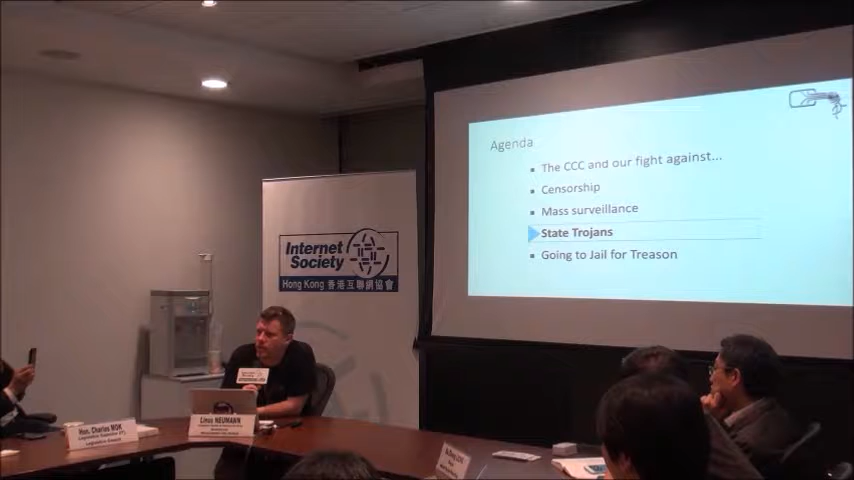 Agenda
The CCC and our fight against...
Censorship
Mass surveillance
State Trojans
Going to Jail for Treason
Internet
Society
Hong Kong 香港互聯網協會
Hon. Charles MOK
Linus NEUMANN